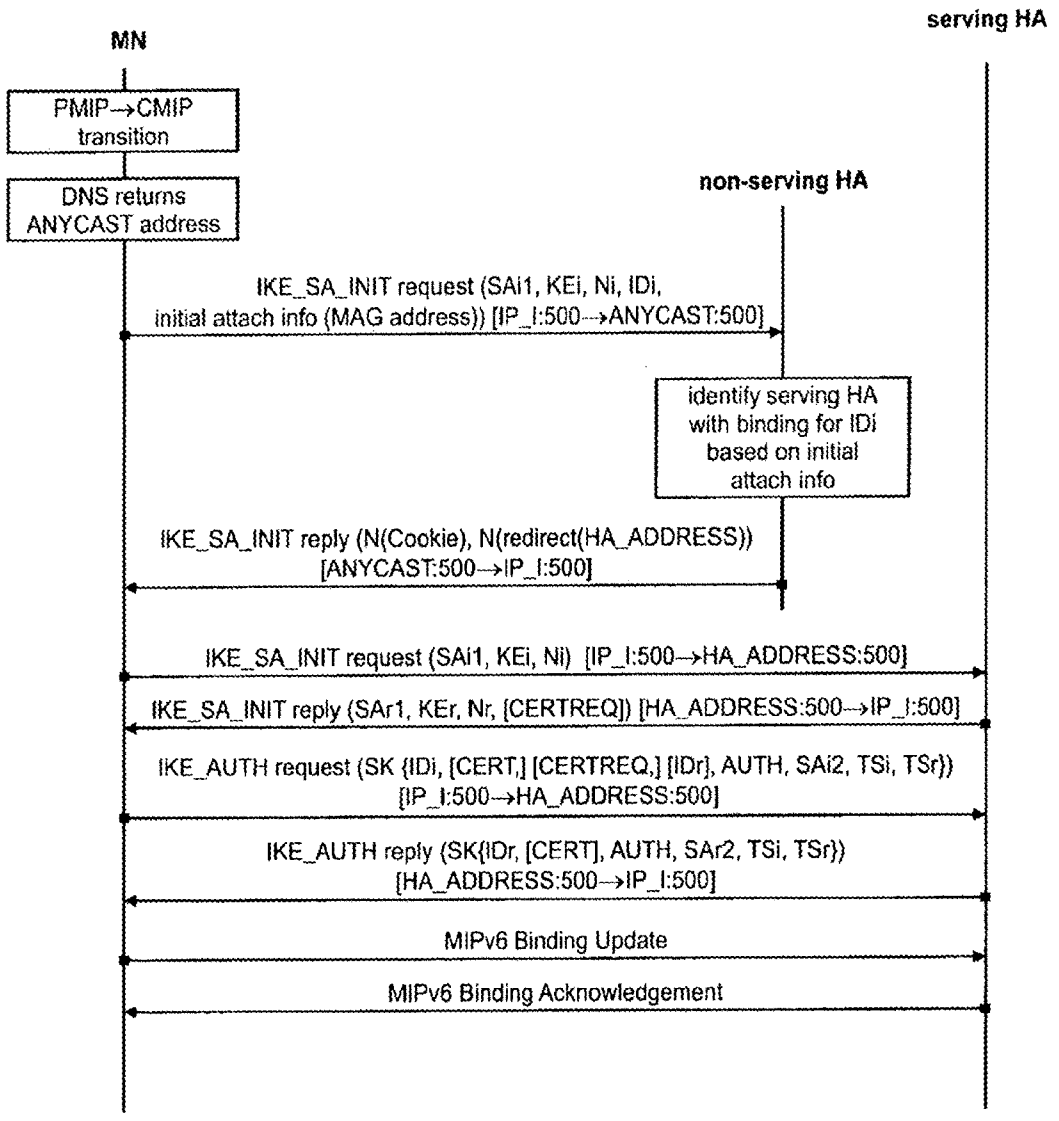 serving HA
MN
PMIP→CMIP
transition
DNS returns
ANYCAST address
non-serving HA
IKE_SA_INIT request (SAi1, KEi, Ni, IDi,
initial attach info (MAG address)) [IP_I:500→ANYCAST:500]
identify serving HA
with binding for IDi
based on initial
attach info
IKE_SA_INIT reply (N(Cookie), N(redirect(HA_ADDRESS))
[ANYCAST:500→IP_I:500]
IKE_SA_INIT request (SAi1, KEi, Ni) [IP_I:500→HA_ADDRESS:500]
IKE_SA_INIT reply (SAr1, KEr, Nr, [CERTREQ]) [HA_ADDRESS:500→IP_I:500]
IKE_AUTH request (SK {IDi, [CERT,] [CERTREQ,] [IDr], AUTH, SAi2, TSi, TSr})
[IP_I:500→HA_ADDRESS:500]
IKE_AUTH reply (SK{IDr, [CERT], AUTH, SAr2, TSi, TSr})
[HA_ADDRESS:500→IP_I:500]
MIPv6 Binding Update
MIPv6 Binding Acknowledgement